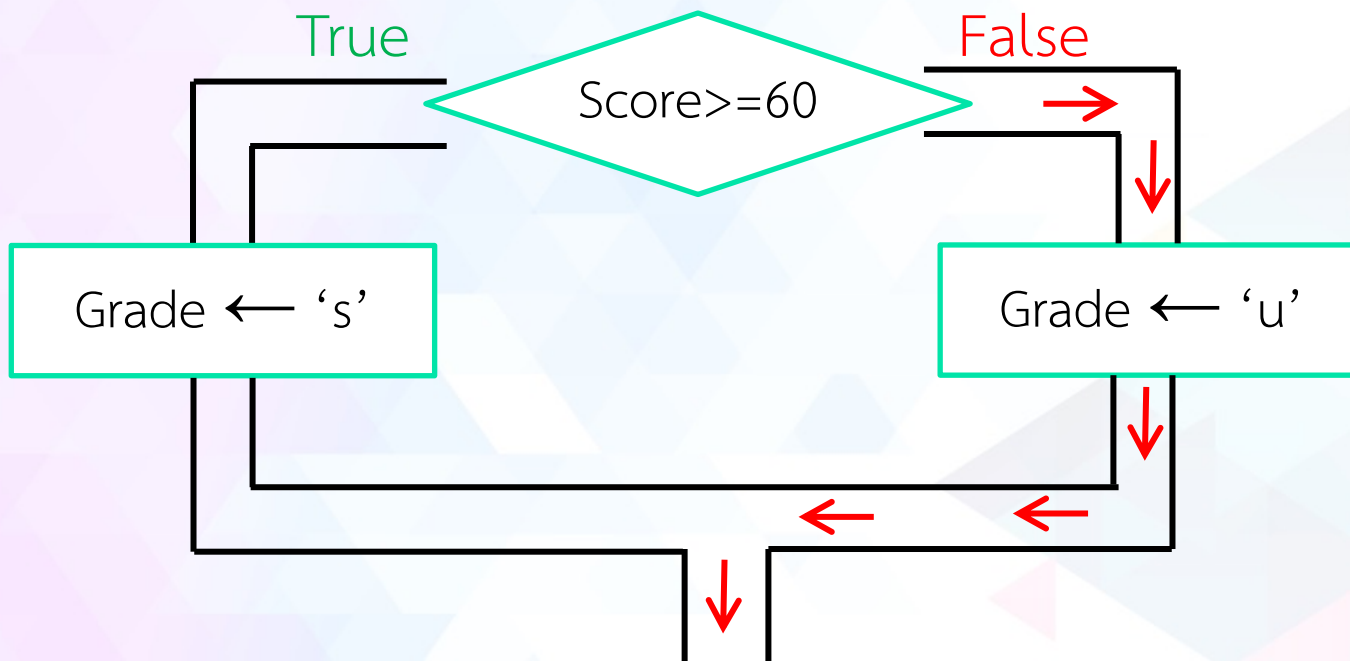 True
False
Score>=60
Grade ← ‘s’
Grade ← ‘u’